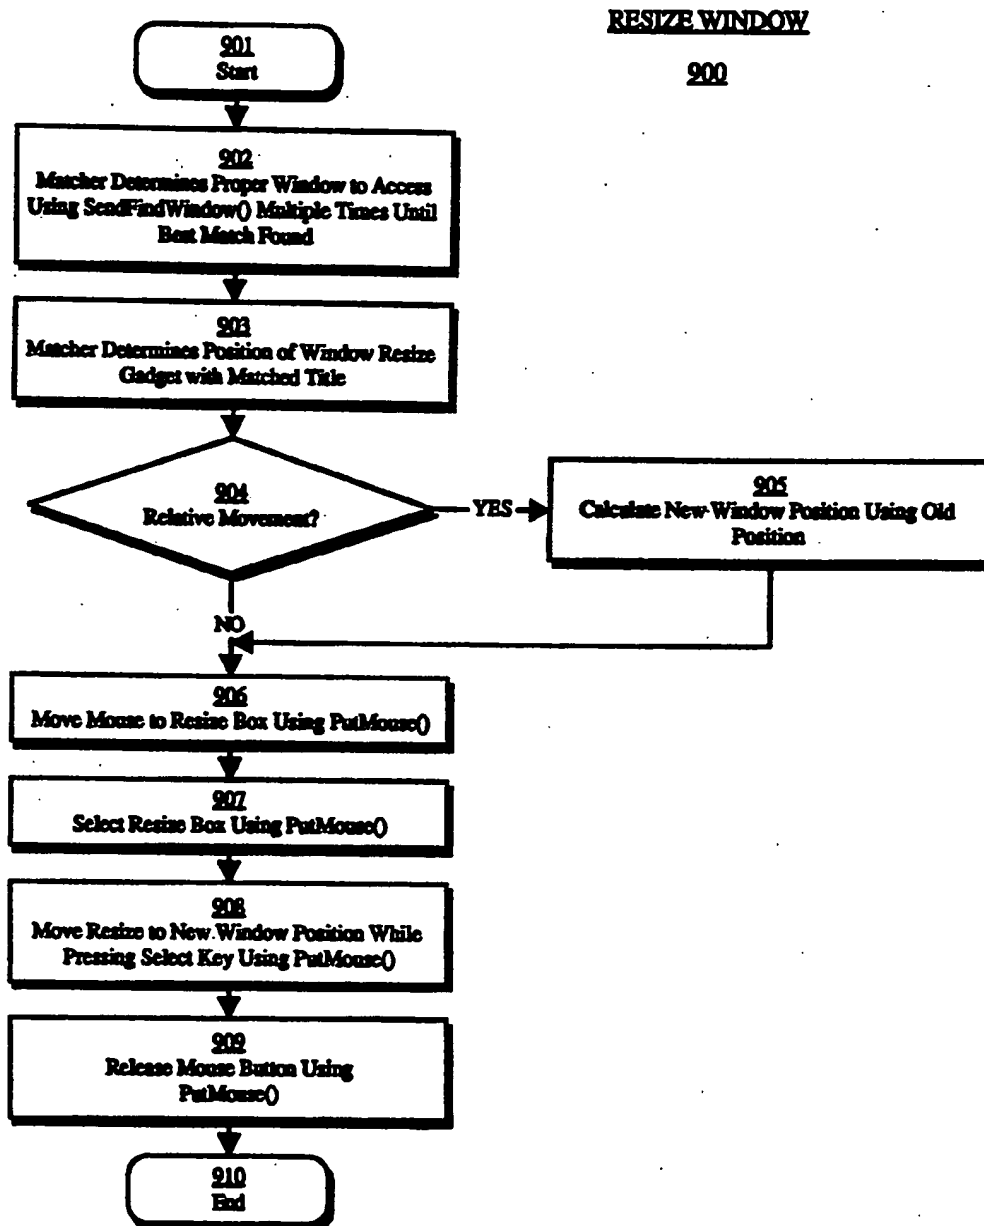 RESIZE WINDOW
900
901
Start
902
Matcher Determines Proper Window to Access
Using SendFindWindow() Multiple Times Until
Best Match Found
903
Matcher Determines Position of Window Resize
Gadget with Matched Title
904
Relative Movement?
YES
905
Calculate New Window Position Using Old
Position
NO
906
Move Mouse to Resize Box Using PutMouse()
907
Select Resize Box Using PutMouse()
908
Move Resize to New Window Position While
Pressing Select Key Using PutMouse()
909
Release Mouse Button Using
PutMouse()
910
End